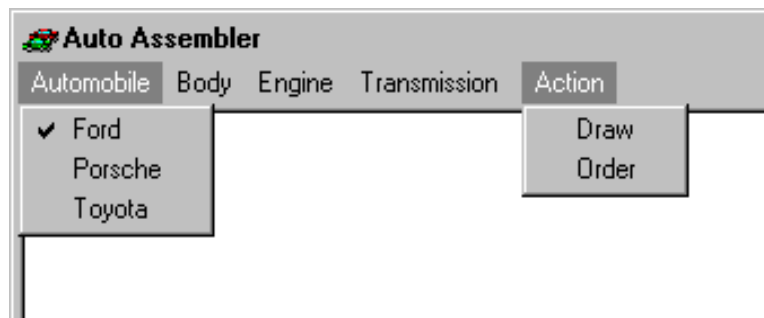 Auto Assembler
Automobile Body Engine Transmission Action
Ford Draw
Porsche Order
Toyota